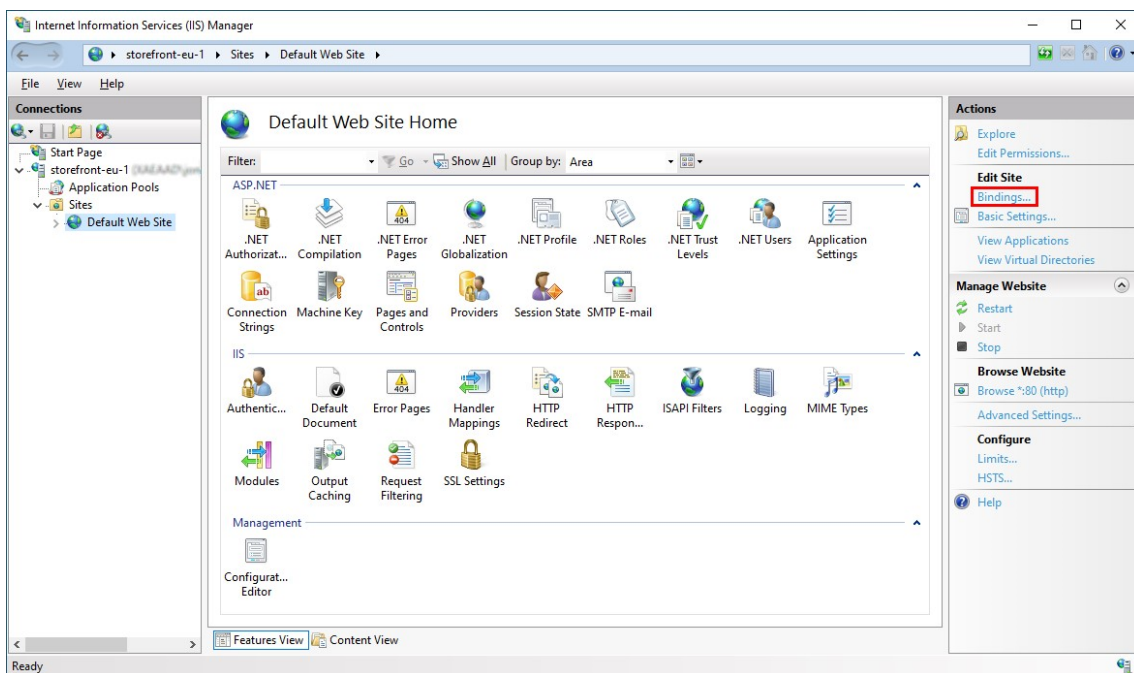 Internet Information Services (IIS) Manager
storefront-eu-1 Sites Default Web Site
File View Help
Connections
Start Page
storefront-eu-1
Application Pools
Sites
Default Web Site
Default Web Site Home
Filter: Go Show All Group by: Area
ASP.NET
.NET Authorizat...
.NET Compilation
.NET Error Pages
.NET Globalization
.NET Profile
.NET Roles
.NET Trust Levels
.NET Users
Application Settings
Connection Strings
Machine Key
Pages and Controls
Providers
Session State
SMTP E-mail
IIS
Authentic...
Default Document
Error Pages
Handler Mappings
HTTP Redirect
HTTP Respon...
ISAPI Filters
Logging
MIME Types
Modules
Output Caching
Request Filtering
SSL Settings
Management
Configurat... Editor
Features View Content View
Actions
Explore
Edit Permissions...
Edit Site
Bindings...
Basic Settings...
View Applications
View Virtual Directories
Manage Website
Restart
Start
Stop
Browse Website
Browse *:80 (http)
Advanced Settings...
Configure
Limits...
HSTS...
Help
Ready